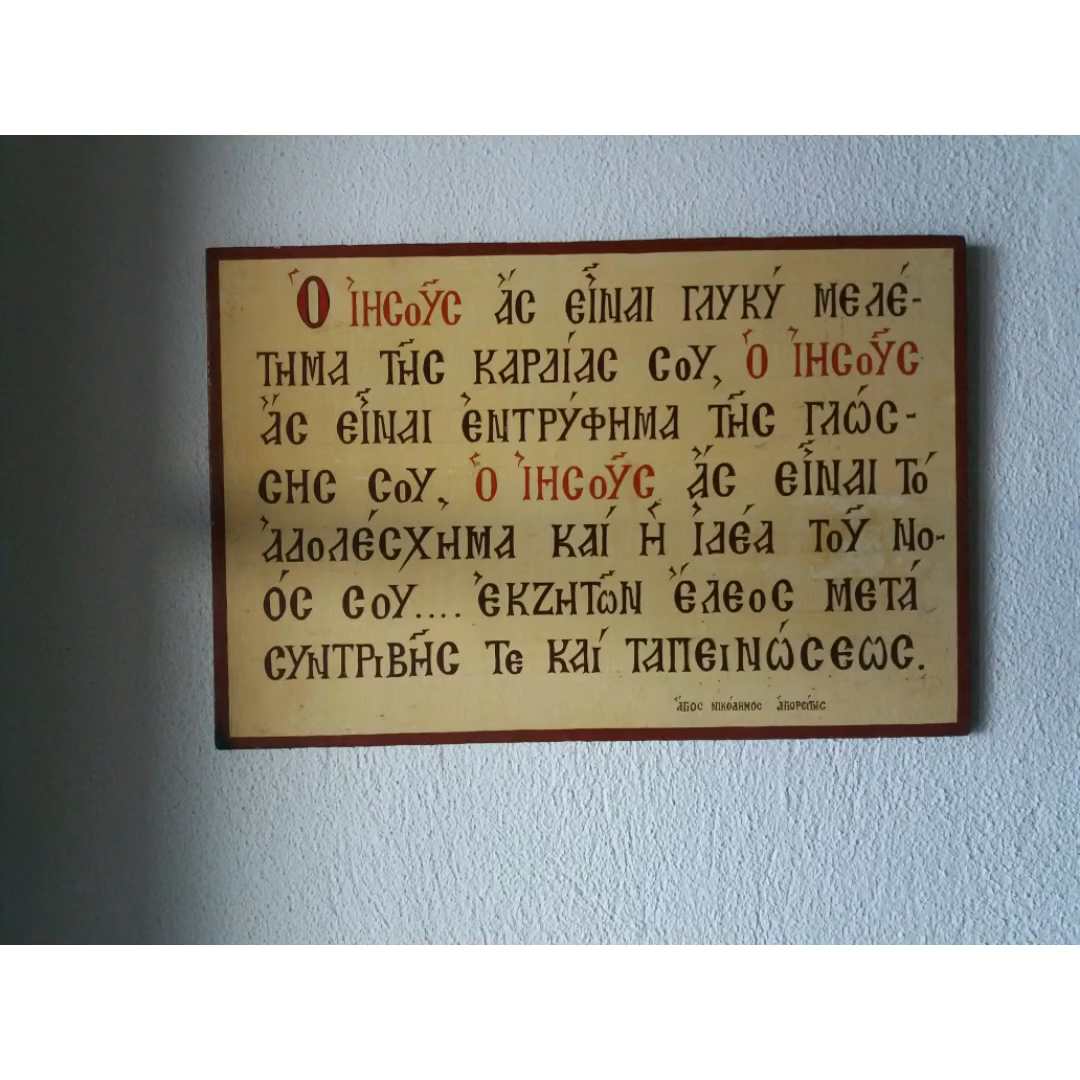 Ὁ ἸΗΣΟΥ͂Σ ἌΣ ΕἾΝΑΙ ΓΛΥΚΎ ΜΕΛΈ-
ΤΗΜΑ ΤΗ͂Σ ΚΑΡΔΊΑΣ ΣΟΥ, Ὁ ἸΗΣΟΥ͂Σ
ἌΣ ΕἾΝΑΙ ἘΝΤΡΎΦΗΜΑ ΤΗ͂Σ ΓΛΏΣ-
ΣΗΣ ΣΟΥ, Ὁ ἸΗΣΟΥ͂Σ ἌΣ ΕἾΝΑΙ ΤΌ
ἈΔΟΛΈΣΧΗΜΑ ΚΑΊ Ἡ ἸΔΈΑ ΤΟΥ͂ ΝΟ-
ΌΣ ΣΟΥ.... ἘΚΖΗΤΩ͂Ν ἜΛΕΟΣ ΜΕΤΆ
ΣΥΝΤΡΙΒΗ͂Σ ΤΕ ΚΑΊ ΤΑΠΕΙΝΏΣΕΩΣ.
ἍΓΙΟΣ ΝΙΚΌΔΗΜΟΣ ἉΓΙΟΡΕΊΤΗΣ